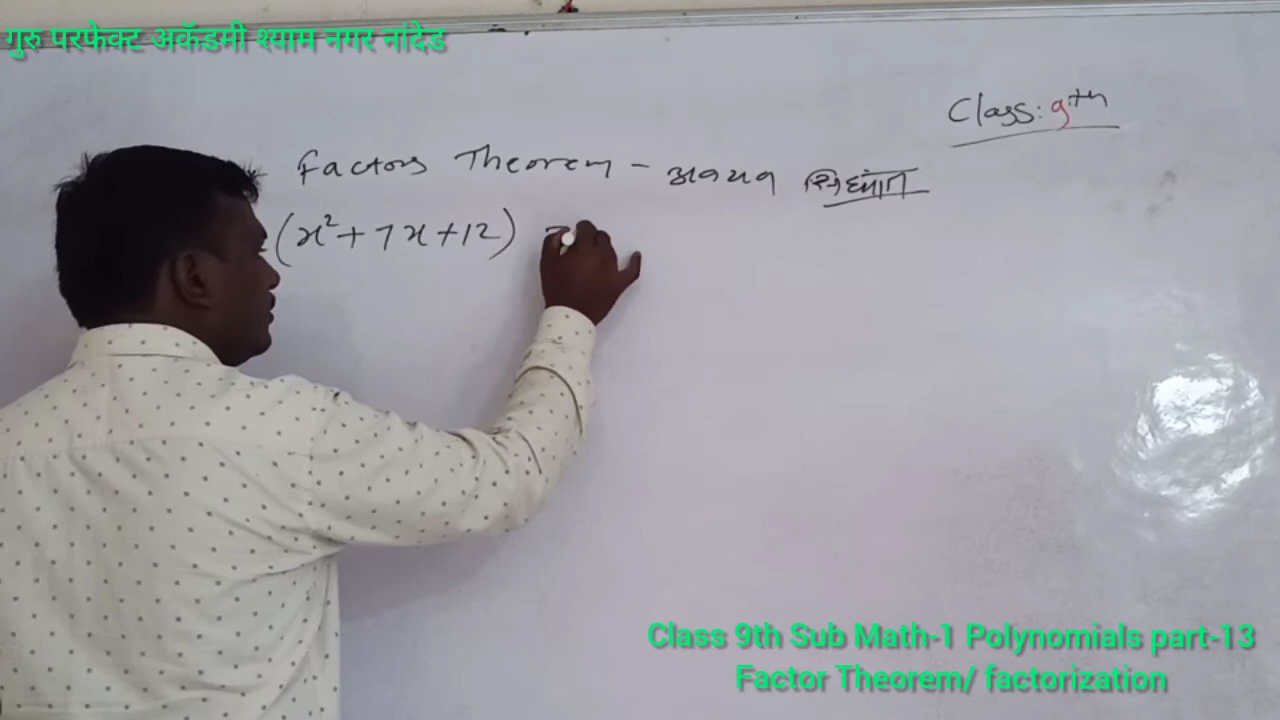 गुरु परफेक्ट अकॅडमी श्याम नगर नांदेड
Class: 9th
Factors Theorem – अवयव सिध्दांत
(x² + 7x + 12)
Class 9th Sub Math-1 Polynomials part-13
Factor Theorem/ factorization